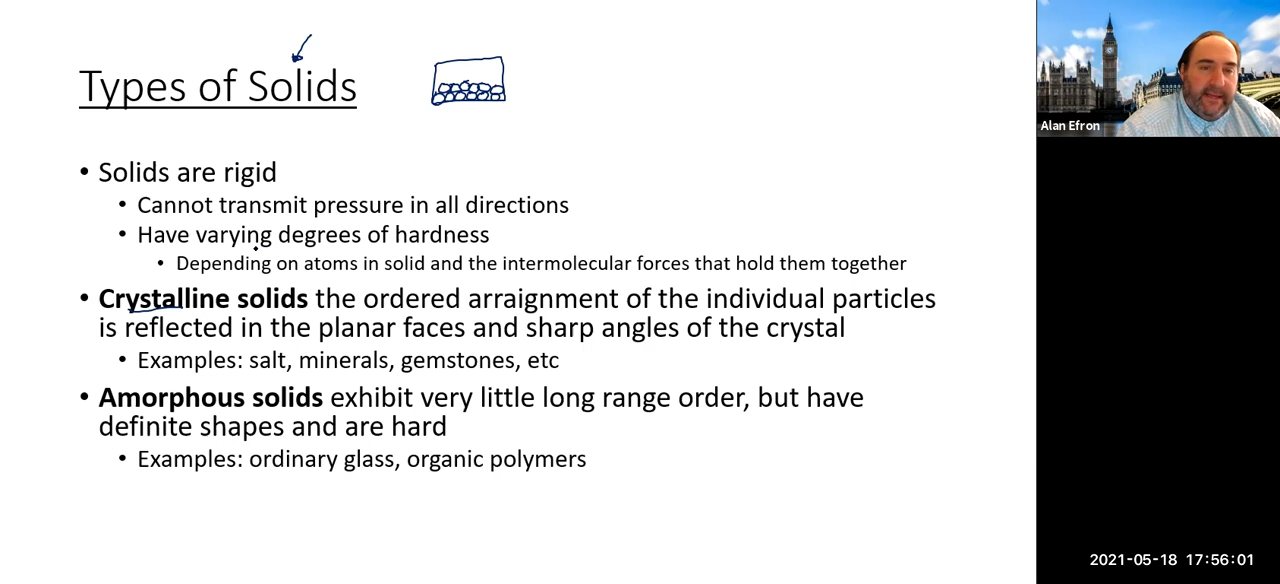 Types of Solids
• Solids are rigid
• Cannot transmit pressure in all directions
• Have varying degrees of hardness
• Depending on atoms in solid and the intermolecular forces that hold them together
• Crystalline solids the ordered arraignment of the individual particles
is reflected in the planar faces and sharp angles of the crystal
• Examples: salt, minerals, gemstones, etc
• Amorphous solids exhibit very little long range order, but have
definite shapes and are hard
• Examples: ordinary glass, organic polymers
Alan Efron
2021-05-18 17:56:01